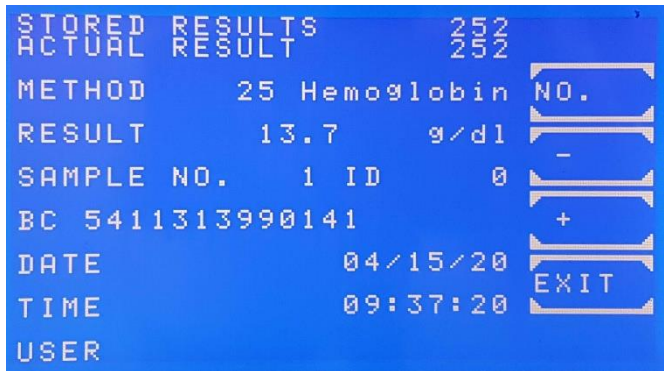 STORED RESULTS 252
ACTUAL RESULT 252
METHOD 25 Hemoglobin
NO.
RESULT 13.7 g/dl
-
SAMPLE NO. 1 ID 0
BC 5411313990141
+
DATE 04/15/20
EXIT
TIME 09:37:20
USER